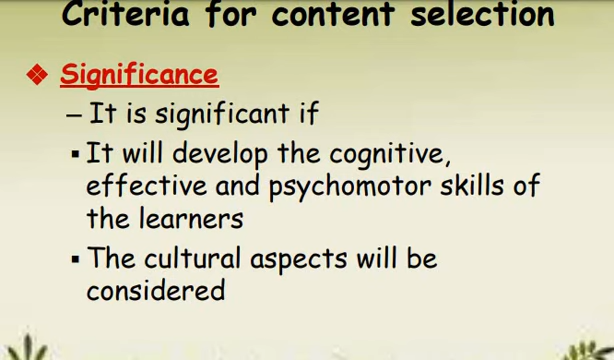 Criteria for content selection
❖ Significance
– It is significant if
▪ It will develop the cognitive,
effective and psychomotor skills of
the learners
▪ The cultural aspects will be
considered